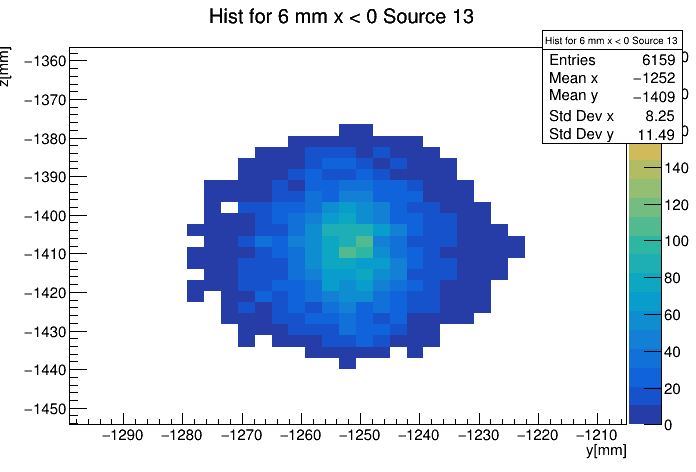 Hist for 6 mm x < 0 Source 13
z[mm]
Hist for 6 mm x < 0 Source 13
Entries 6159
Mean x −1252
Mean y −1409
Std Dev x 8.25
Std Dev y 11.49
−1360
−1370
−1380
−1390
−1400
−1410
−1420
−1430
−1440
−1450
140
120
100
80
60
40
20
0
−1290 −1280 −1270 −1260 −1250 −1240 −1230 −1220 −1210
y[mm]